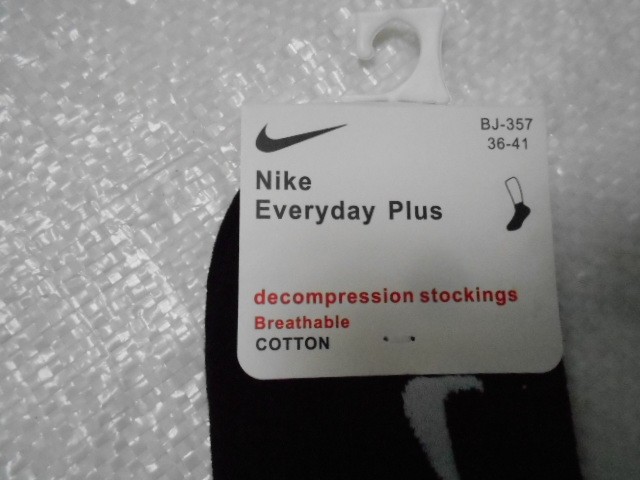 BJ-357
36-41
Nike
Everyday Plus
decompression stockings
Breathable
COTTON